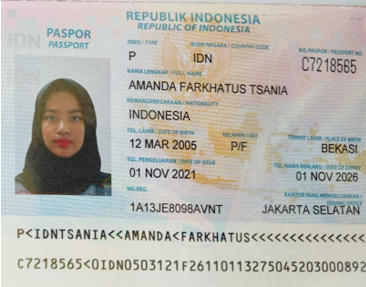 REPUBLIK INDONESIA
REPUBLIC OF INDONESIA
PASPOR
PASSPORT
JENIS / TYPE KODE NEGARA / COUNTRY CODE NO. PASPOR / PASSPORT NO.
P IDN C7218565
NAMA LENGKAP / FULL NAME
AMANDA FARKHATUS TSANIA
KEWARGANEGARAAN / NATIONALITY
INDONESIA
TGL. LAHIR / DATE OF BIRTH KELAMIN / SEX TEMPAT LAHIR / PLACE OF BIRTH
12 MAR 2005 P/F BEKASI
TGL. PENGELUARAN / DATE OF ISSUE TGL. HABIS BERLAKU / DATE OF EXPIRY
01 NOV 2021 01 NOV 2026
NO. REG. KANTOR YANG MENGELUARKAN /
ISSUING OFFICE
1A13JE8098AVNT JAKARTA SELATAN
P<IDNTSANIA<<AMANDA<FARKHATUS<<<<<<<<<<<<<<<
C7218565<0IDN0503121F26110113275045203000892